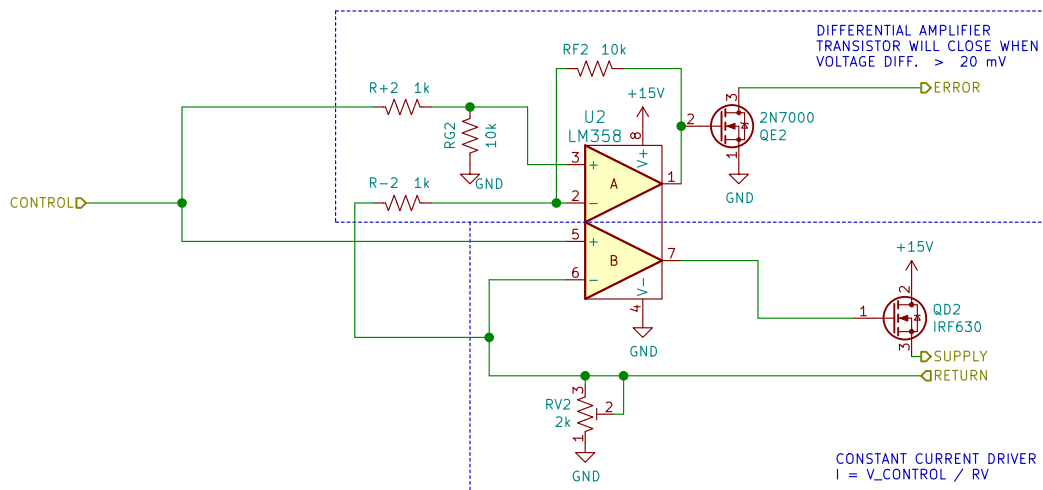 DIFFERENTIAL AMPLIFIER
TRANSISTOR WILL CLOSE WHEN
VOLTAGE DIFF. > 20 mV
RF2 10k
R+2 1k
+15V
ERROR
3
2N7000
QE2
2
1
GND
U2
LM358
8
V+
RG2
10k
GND
3
+
A
1
R-2 1k
2
-
CONTROL
5
+
B
7
6
-
V-
4
GND
+15V
2
QD2
IRF630
1
3
SUPPLY
RETURN
3
RV2
2k
2
1
GND
CONSTANT CURRENT DRIVER
I = V_CONTROL / RV